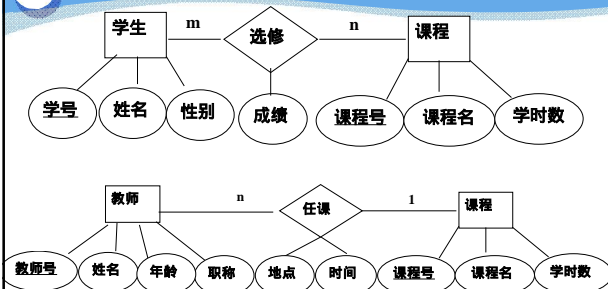 学生 m 选修 n 课程
学号 姓名 性别 成绩 课程号 课程名 学时数
教师 n 任课 1 课程
教师号 姓名 年龄 职称 地点 时间 课程号 课程名 学时数